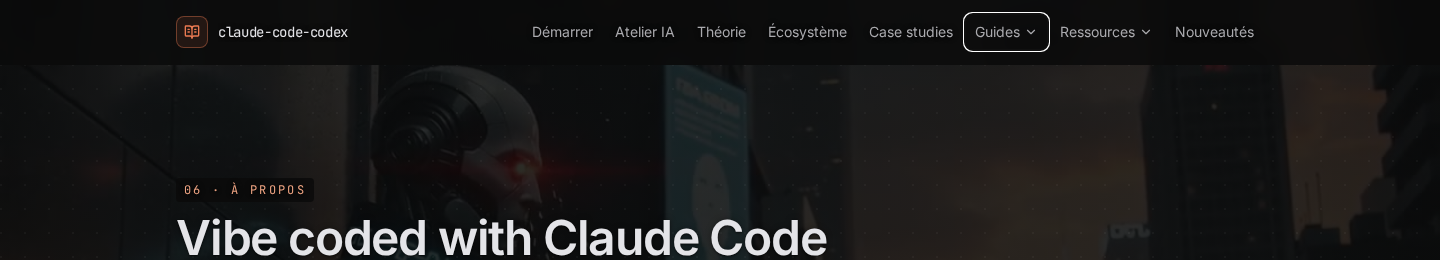 claude-code-codex
Démarrer
Atelier IA
Théorie
Écosystème
Case studies
Guides
Ressources
Nouveautés
06 · À PROPOS
Vibe coded with Claude Code